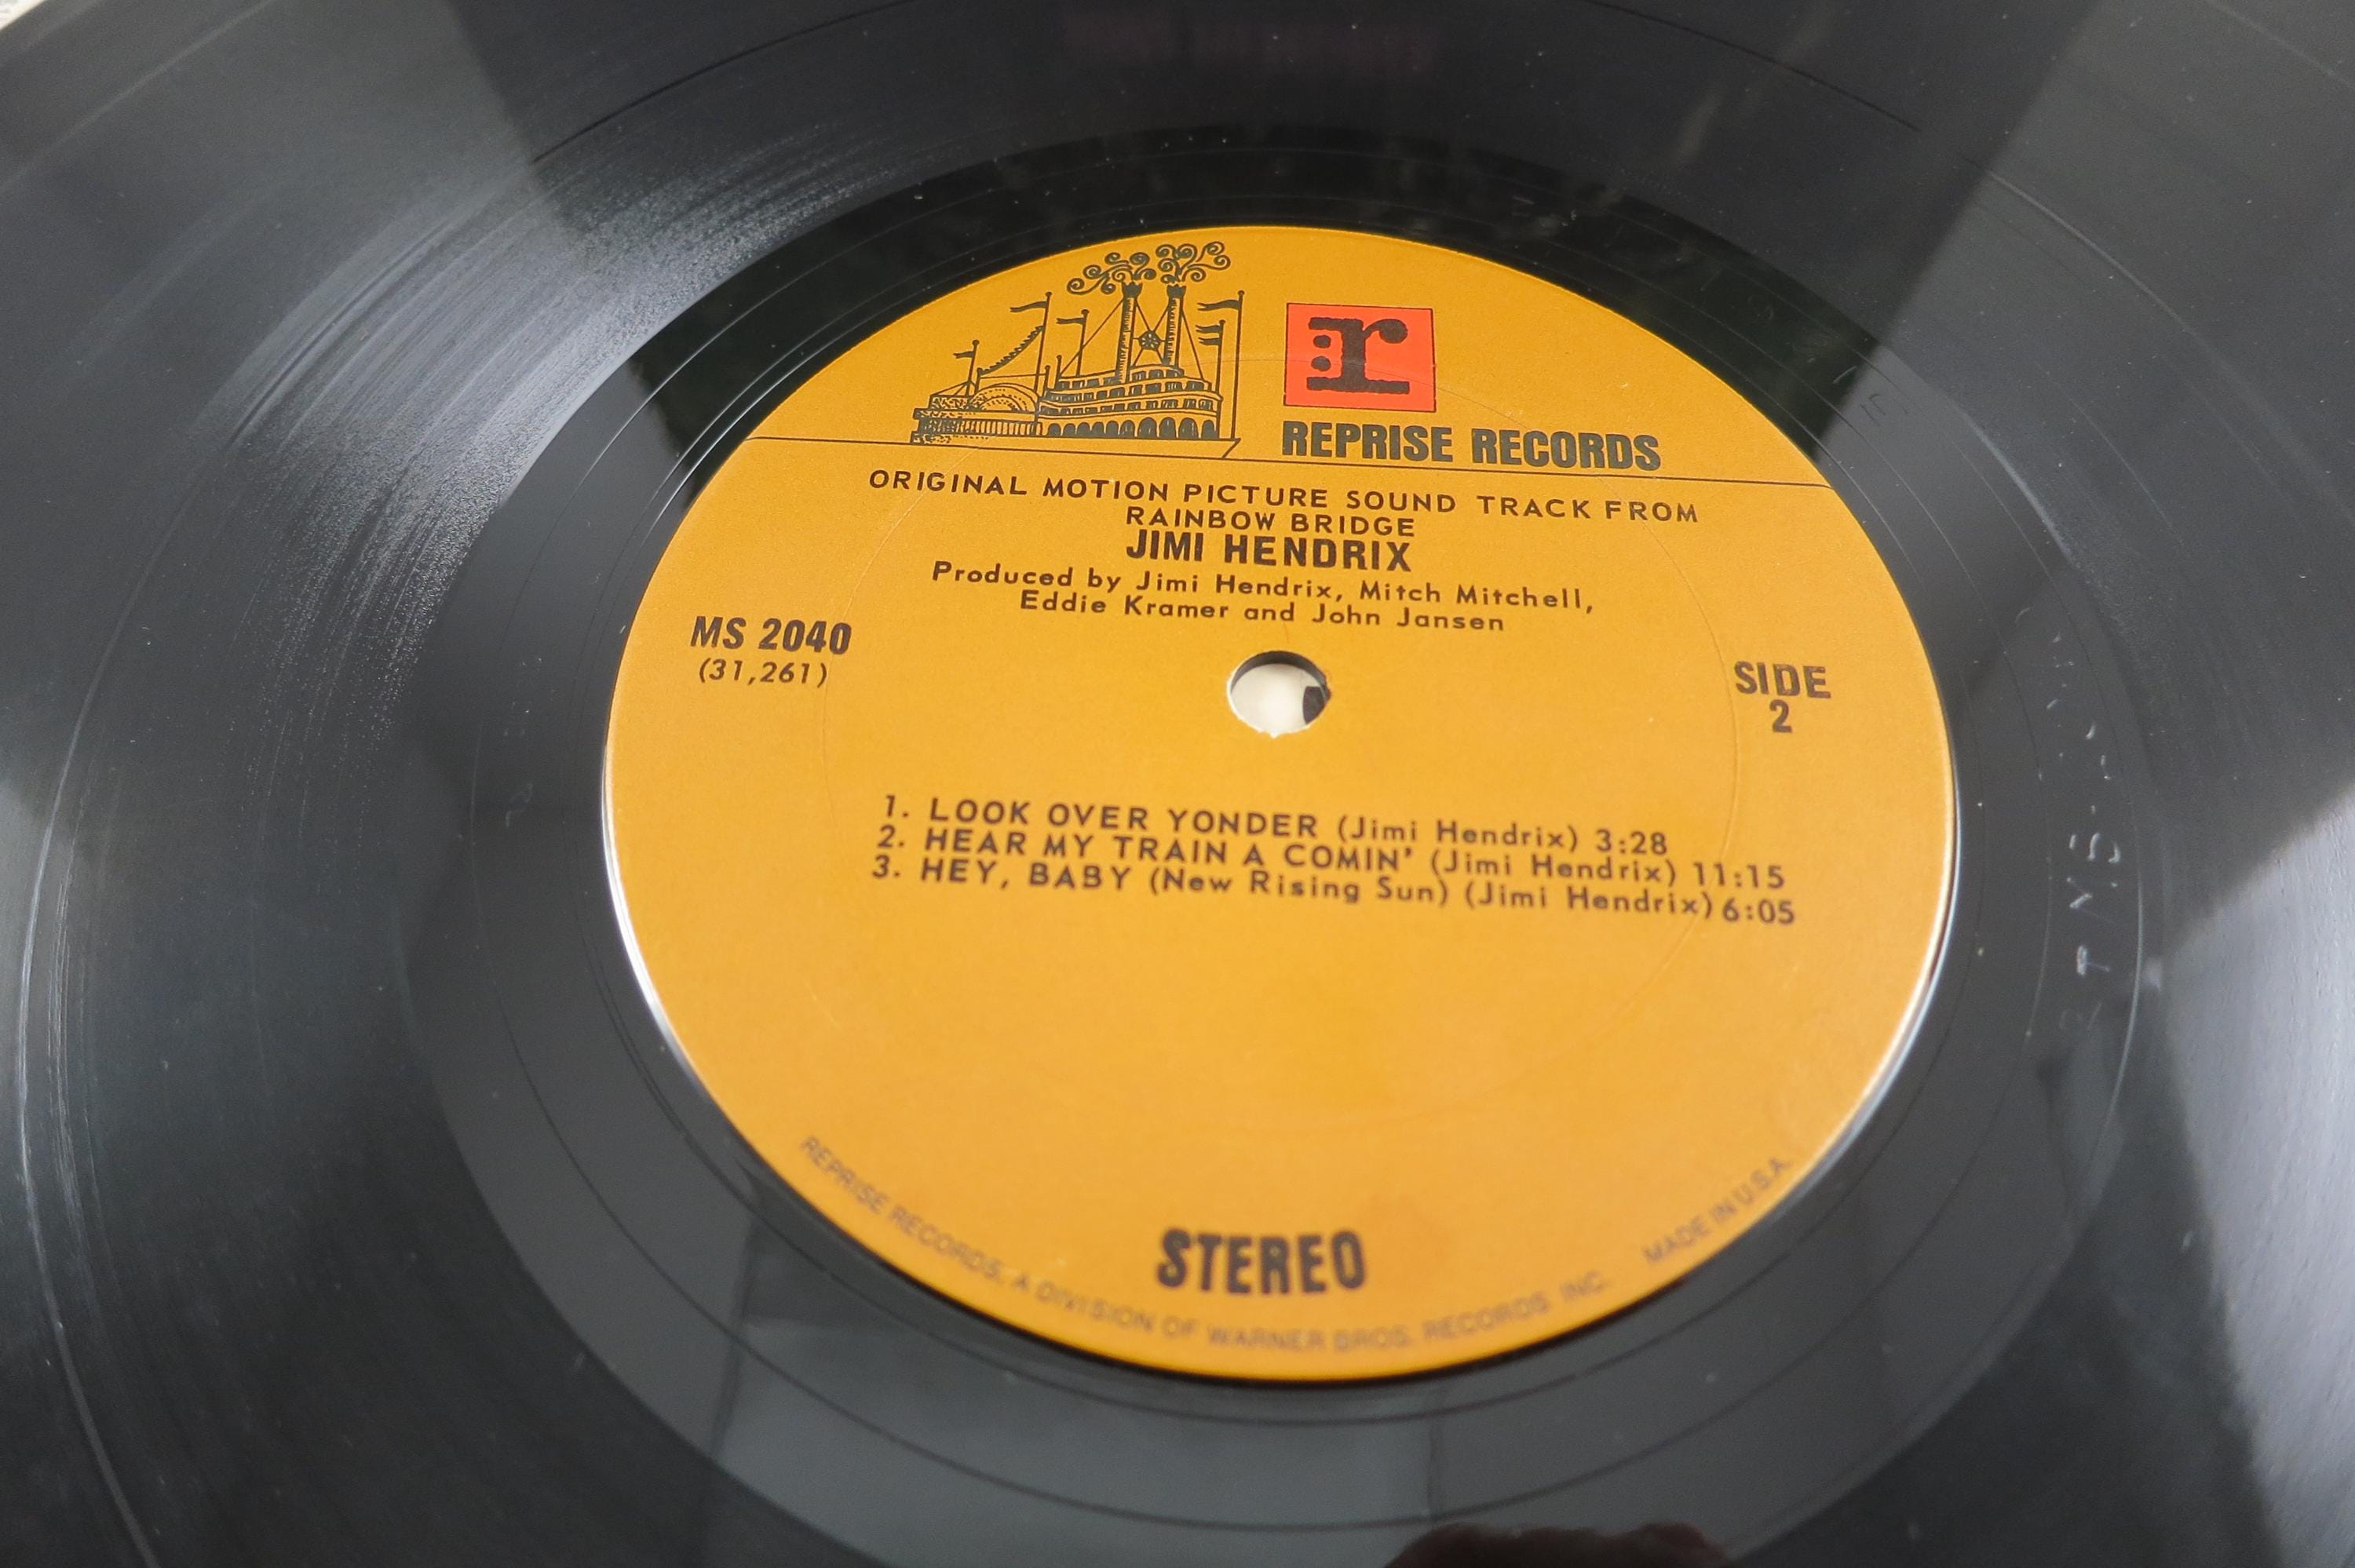 r:
REPRISE RECORDS
ORIGINAL MOTION PICTURE SOUND TRACK FROM
RAINBOW BRIDGE
JIMI HENDRIX
Produced by Jimi Hendrix, Mitch Mitchell,
Eddie Kramer and John Jansen
MS 2040
(31,261)
SIDE
2
1. LOOK OVER YONDER (Jimi Hendrix) 3:28
2. HEAR MY TRAIN A COMIN' (Jimi Hendrix) 11:15
3. HEY, BABY (New Rising Sun) (Jimi Hendrix) 6:05
STEREO
REPRISE RECORDS, A DIVISION OF WARNER BROS. RECORDS INC. MADE IN U.S.A.